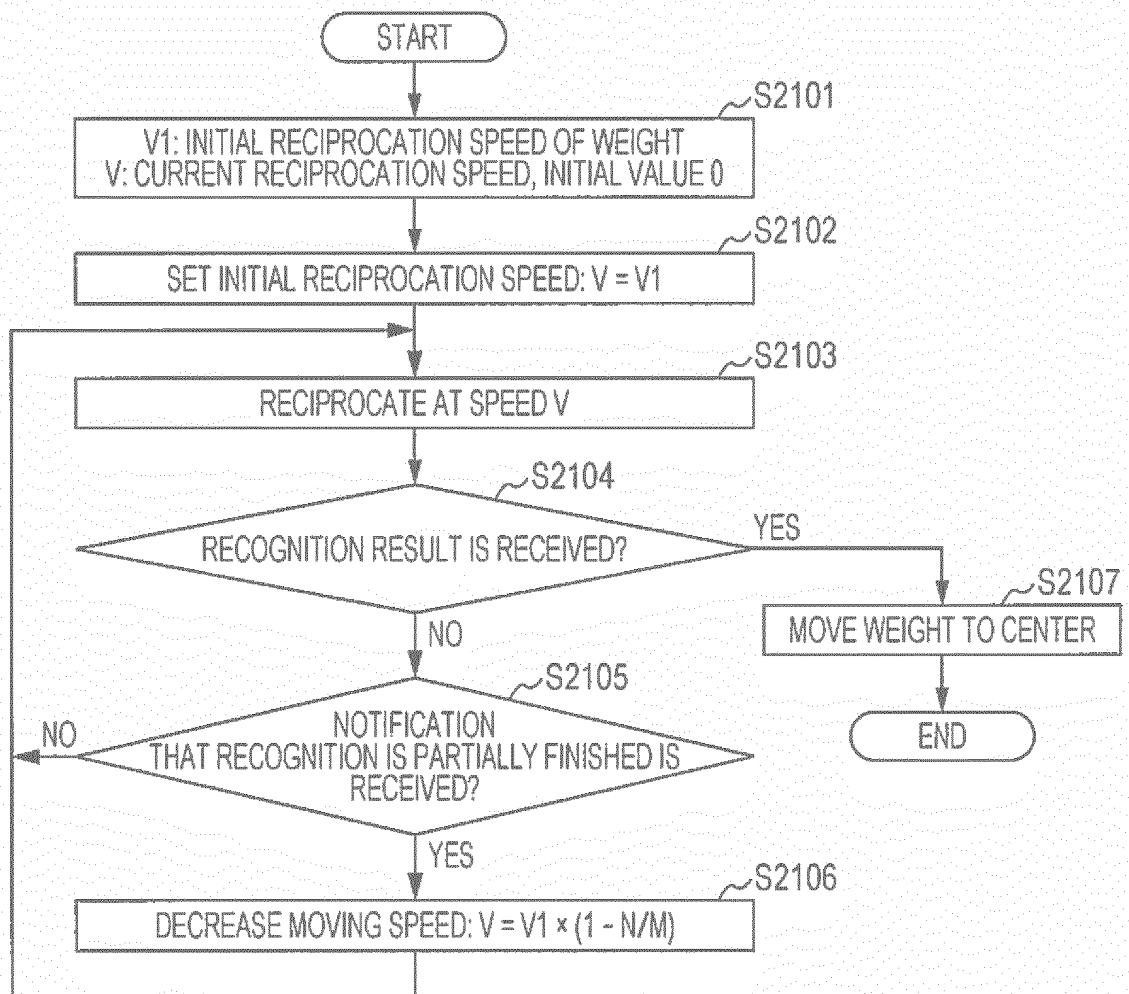 START
S2101
V1: INITIAL RECIPROCATION SPEED OF WEIGHT
V: CURRENT RECIPROCATION SPEED, INITIAL VALUE 0
S2102
SET INITIAL RECIPROCATION SPEED: V = V1
S2103
RECIPROCATE AT SPEED V
S2104
RECOGNITION RESULT IS RECEIVED?
YES
S2107
MOVE WEIGHT TO CENTER
END
NO
S2105
NOTIFICATION
THAT RECOGNITION IS PARTIALLY FINISHED IS
RECEIVED?
NO
YES
S2106
DECREASE MOVING SPEED: V = V1 × (1 - N/M)